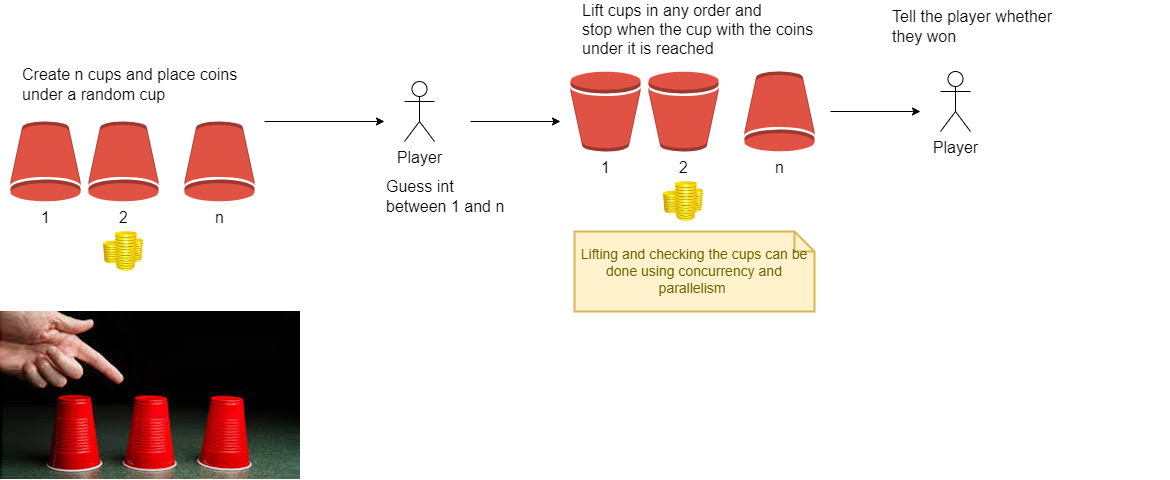 Create n cups and place coins
under a random cup
1
2
n
Player
Guess int
between 1 and n
Lift cups in any order and
stop when the cup with the coins
under it is reached
1
2
n
Lifting and checking the cups can be
done using concurrency and
parallelism
Tell the player whether
they won
Player